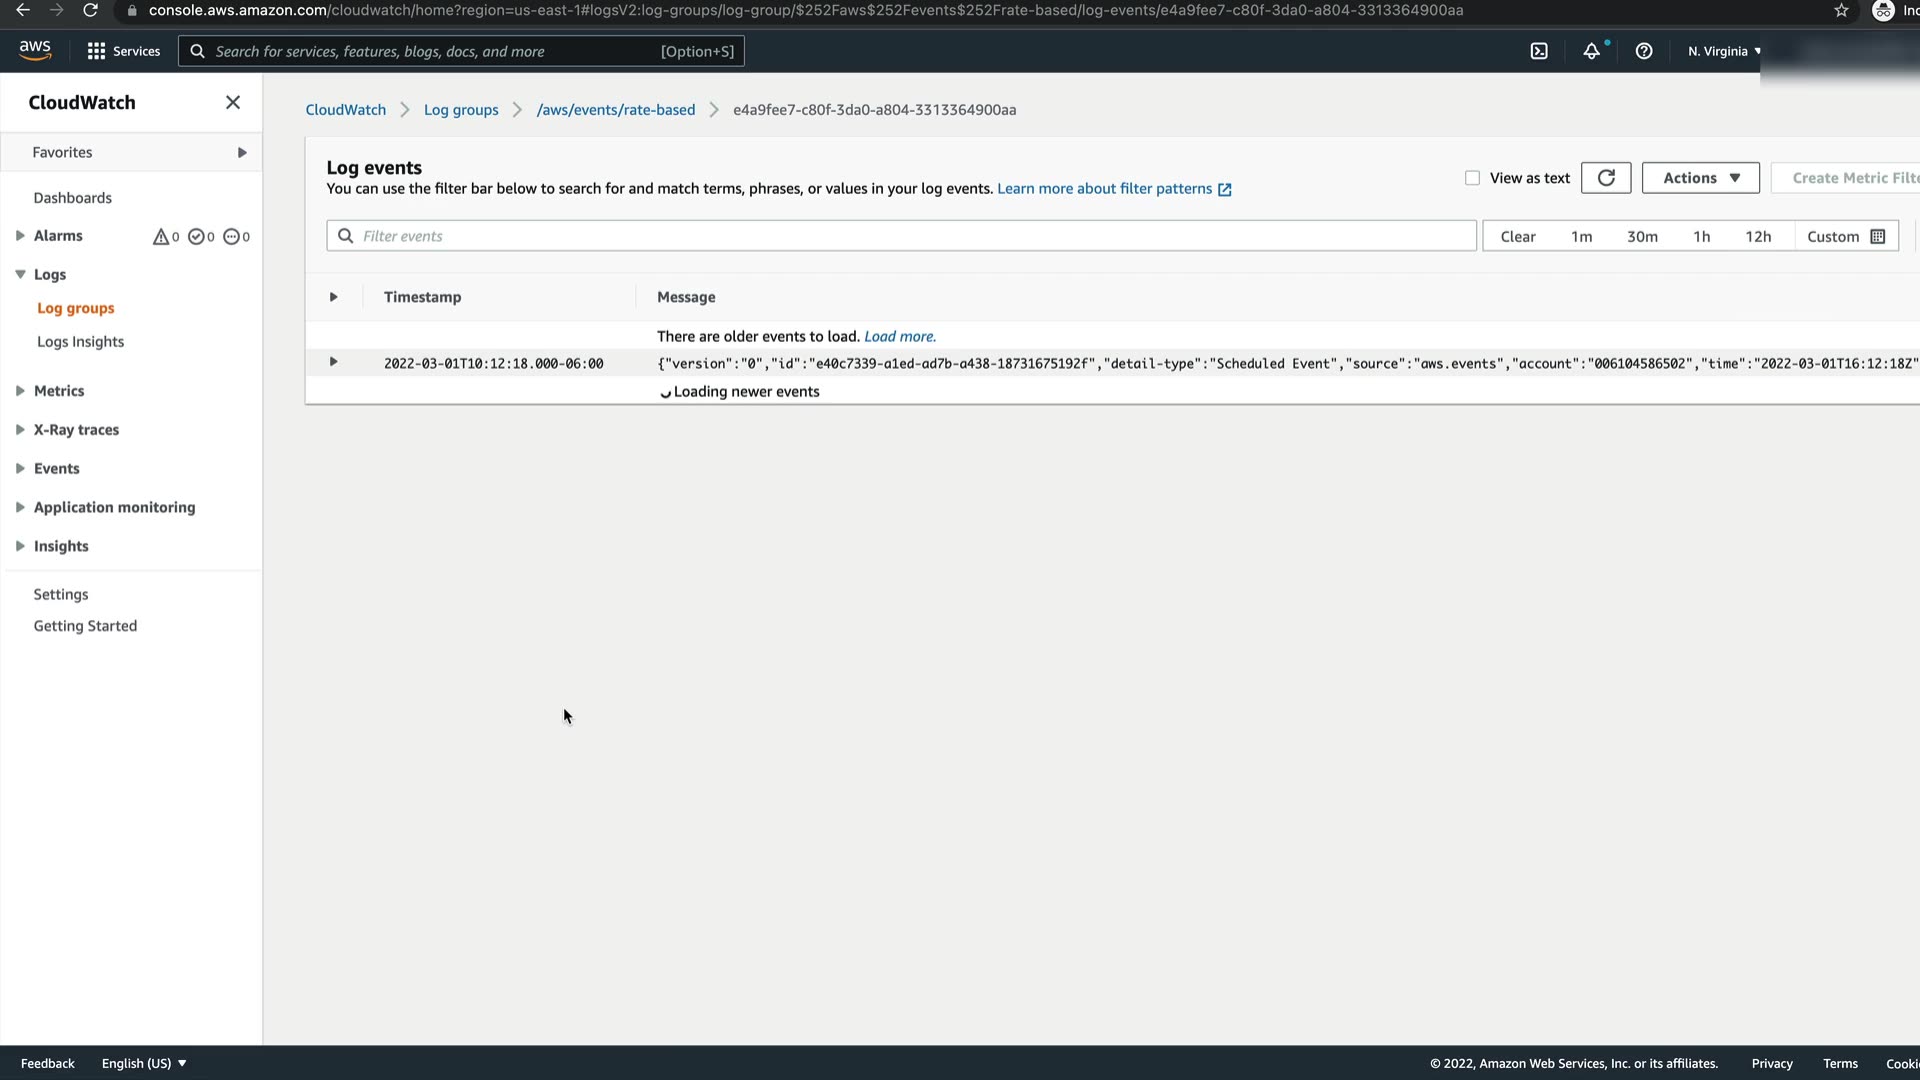 console.aws.amazon.com/cloudwatch/home?region=us-east-1#logsV2:log-groups/log-group/$252Faws$252Fevents$252Frate-based/log-events/e4a9fee7-c80f-3da0-a804-3313364900aa
aws Services Search for services, features, blogs, docs, and more [Option+S] N. Virginia
CloudWatch
Favorites
Dashboards
Alarms 0 0 0
Logs
Log groups
Logs Insights
Metrics
X-Ray traces
Events
Application monitoring
Insights
Settings
Getting Started
CloudWatch Log groups /aws/events/rate-based e4a9fee7-c80f-3da0-a804-3313364900aa
Log events
You can use the filter bar below to search for and match terms, phrases, or values in your log events. Learn more about filter patterns
View as text Actions Create Metric Filte
Filter events Clear 1m 30m 1h 12h Custom
Timestamp Message
There are older events to load. Load more.
2022-03-01T10:12:18.000-06:00 {"version":"0","id":"e40c7339-a1ed-ad7b-a438-18731675192f","detail-type":"Scheduled Event","source":"aws.events","account":"006104586502","time":"2022-03-01T16:12:18Z"
Loading newer events
Feedback English (US) © 2022, Amazon Web Services, Inc. or its affiliates. Privacy Terms Cooki